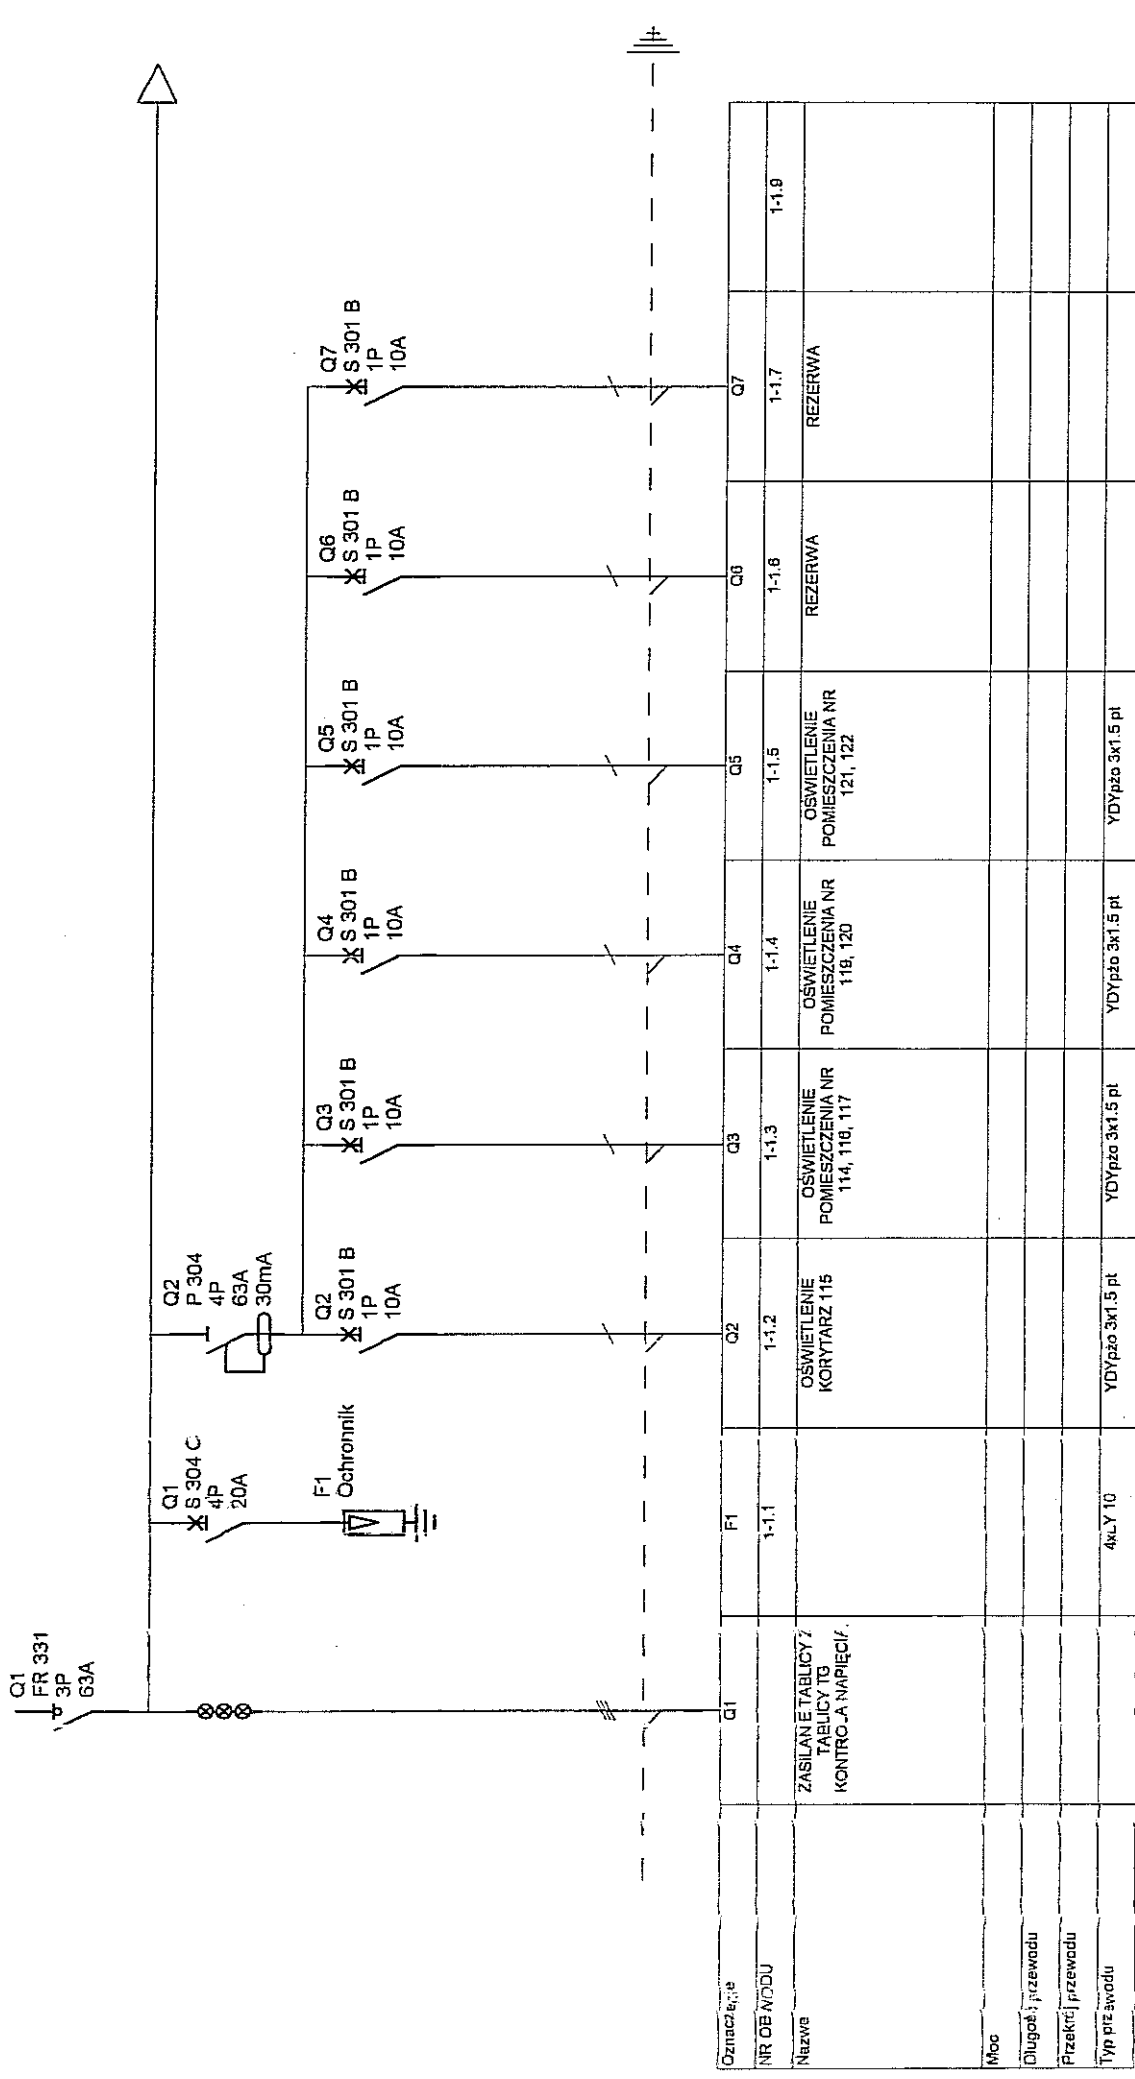 Q1
FR 331
3P
63A
Q1
S 304 C
4P
20A
F1
Ochronnik
Q2
P 304
4P
63A
30mA
Q2
S 301 B
1P
10A
Q3
S 301 B
1P
10A
Q4
S 301 B
1P
10A
Q5
S 301 B
1P
10A
Q6
S 301 B
1P
10A
Q7
S 301 B
1P
10A
Oznaczenie
Q1
F1
Q2
Q3
Q4
Q5
Q6
Q7
NR OBWODU
1-1.1
1-1.2
1-1.3
1-1.4
1-1.5
1-1.6
1-1.7
1-1.9
Nazwa
ZASILANIE TABLICY Z
TABLICY TG
KONTROLA NAPIĘCIA
OŚWIETLENIE
KORYTARZ 115
OŚWIETLENIE
POMIESZCZENIA NR
114, 116, 117
OŚWIETLENIE
POMIESZCZENIA NR
119, 120
OŚWIETLENIE
POMIESZCZENIA NR
121, 122
REZERWA
REZERWA
Moc
Długość przewodu
Przekrój przewodu
Typ przewodu
4xLY 10
YDYpżo 3x1.5 pt
YDYpżo 3x1.5 pt
YDYpżo 3x1.5 pt
YDYpżo 3x1.5 pt